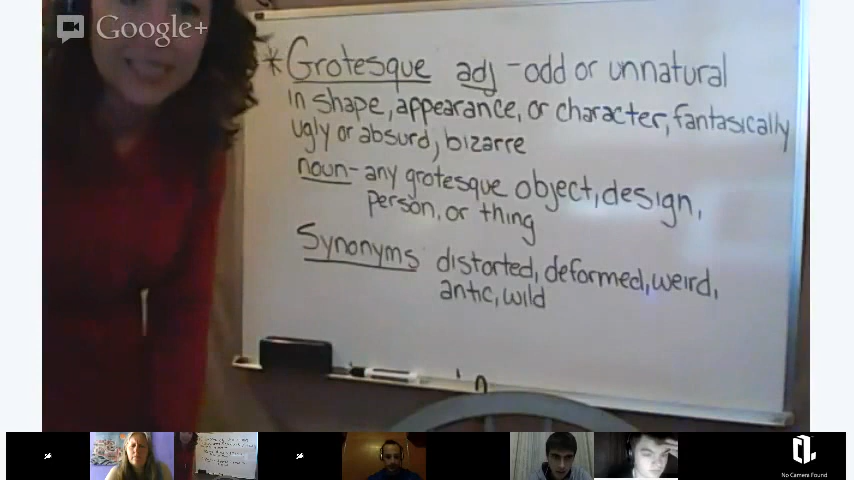 Google+
*Grotesque adj - odd or unnatural
in shape, appearance, or character, fantasically
ugly or absurd, bizarre
noun - any grotesque object, design,
person, or thing
Synonyms distorted, deformed, weird,
antic, wild
No Camera Found